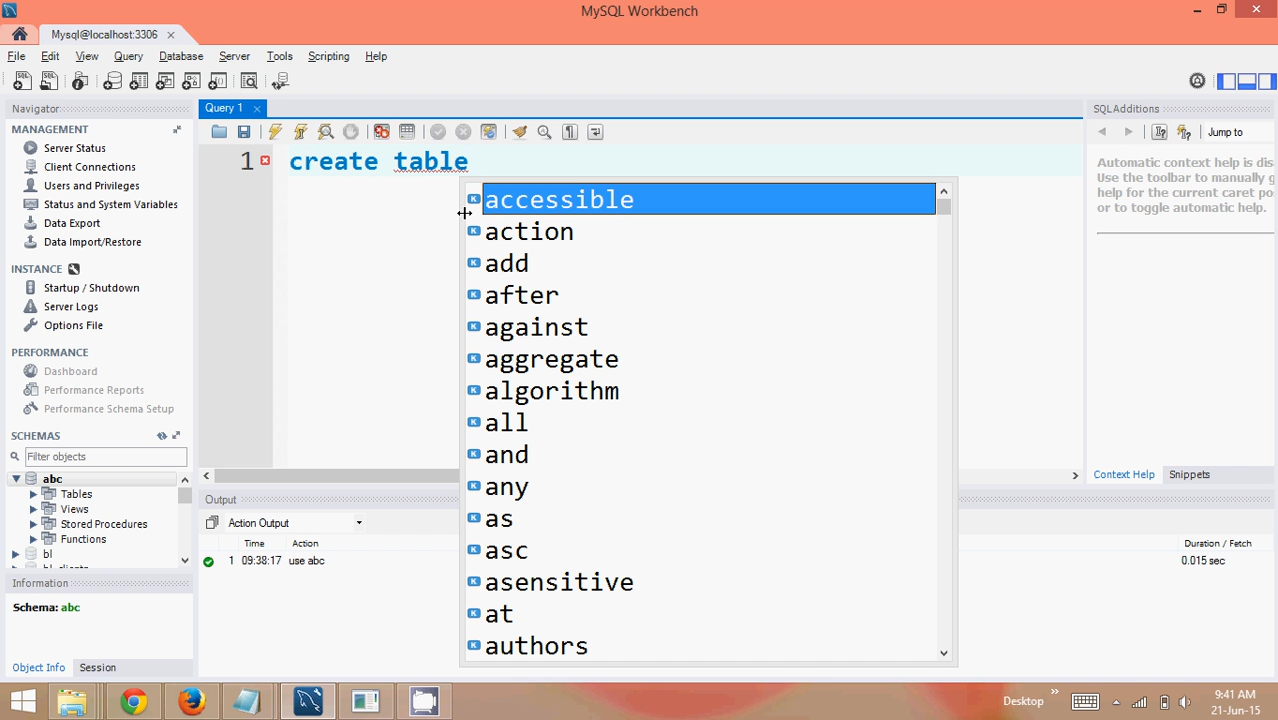 MySQL Workbench
Mysql@localhost:3306
File Edit View Query Database Server Tools Scripting Help
Navigator
MANAGEMENT
Server Status
Client Connections
Users and Privileges
Status and System Variables
Data Export
Data Import/Restore
INSTANCE
Startup / Shutdown
Server Logs
Options File
PERFORMANCE
Dashboard
Performance Reports
Performance Schema Setup
SCHEMAS
Filter objects
abc
Tables
Views
Stored Procedures
Functions
bl
Information
Schema: abc
Object Info Session
Query 1
1 create table
accessible
action
add
after
against
aggregate
algorithm
all
and
any
as
asc
asensitive
at
authors
Output
Action Output
Time Action Duration / Fetch
1 09:38:17 use abc 0.015 sec
SQLAdditions
Jump to
Automatic context help is dis
Use the toolbar to manually g
help for the current caret po
or to toggle automatic help.
Context Help Snippets
Desktop
9:41 AM
21-Jun-15